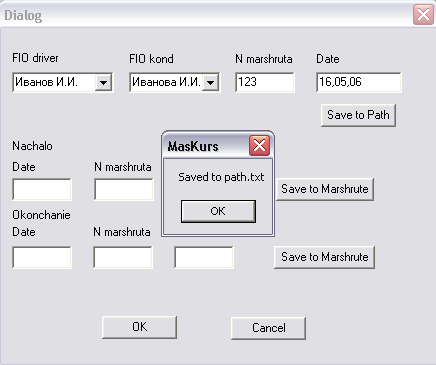 Dialog
FIO driver FIO kond N marshruta Date
Иванов И.И. Иванова И.И. 123 16,05,06
Save to Path
Nachalo
MasKurs
Date N marshruta
Saved to path.txt
Save to Marshrute
OK
Okonchanie
Date N marshruta
Save to Marshrute
OK Cancel